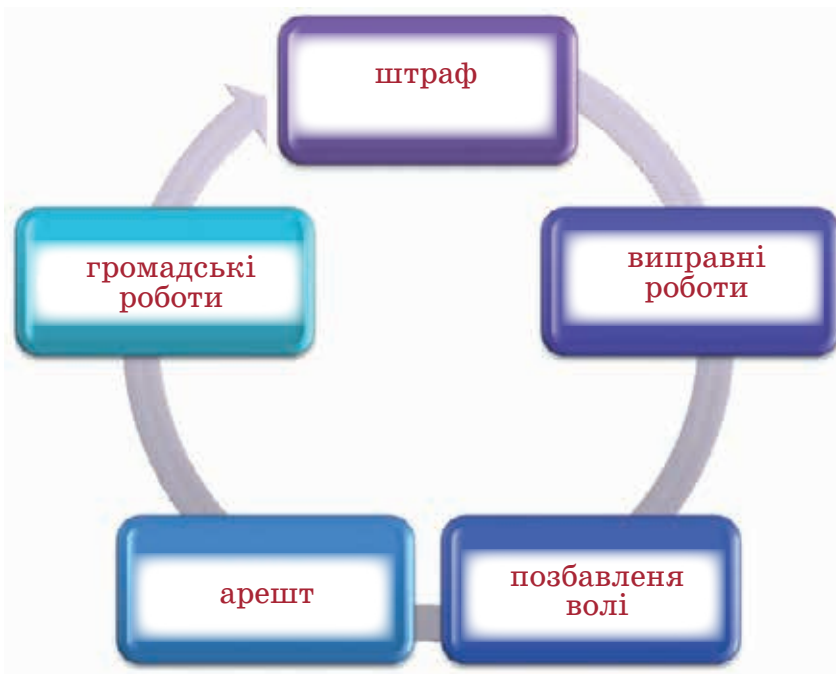 штраф
виправні
роботи
позбавленя
волі
арешт
громадські
роботи